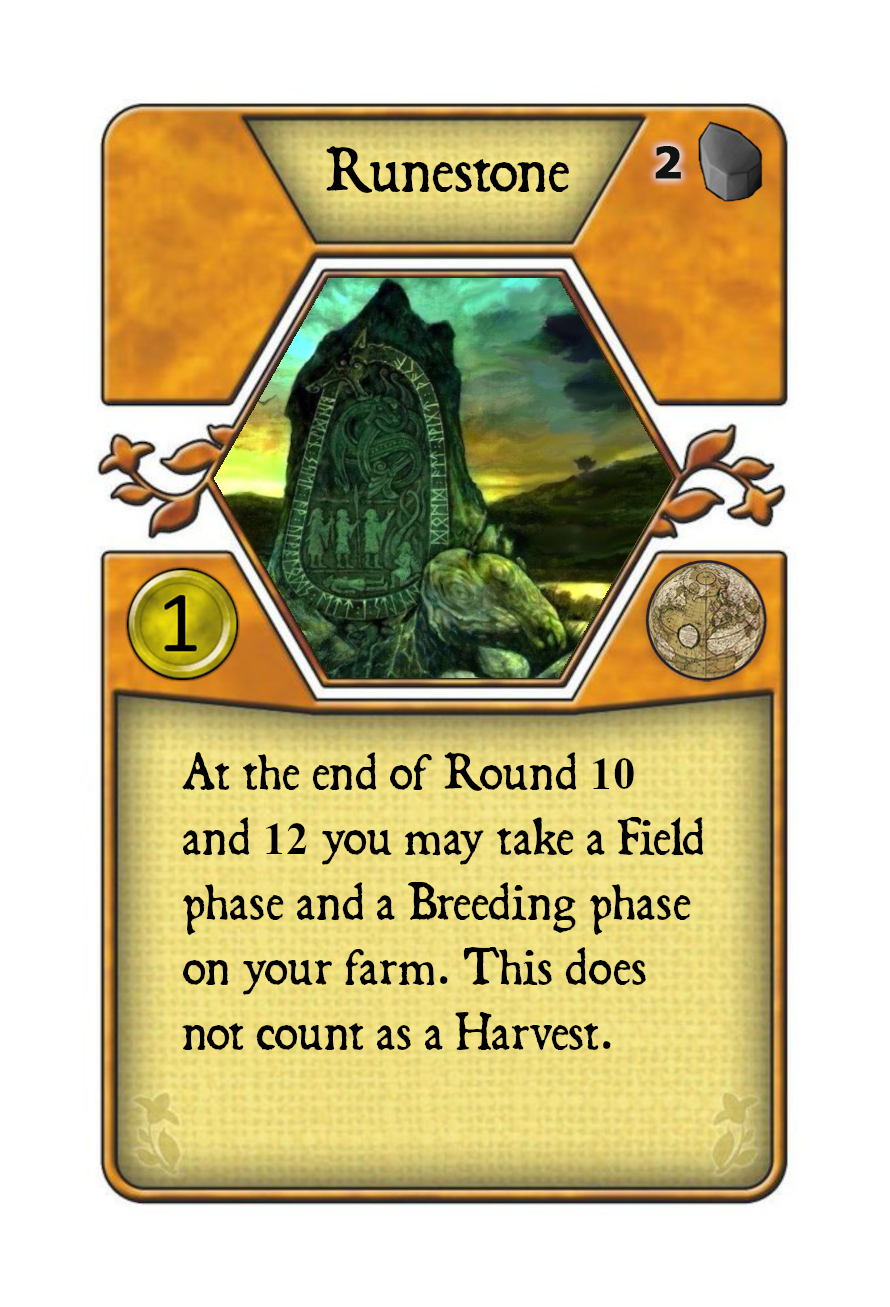 Runestone
2
1
At the end of Round 10
and 12 you may take a Field
phase and a Breeding phase
on your farm. This does
not count as a Harvest.